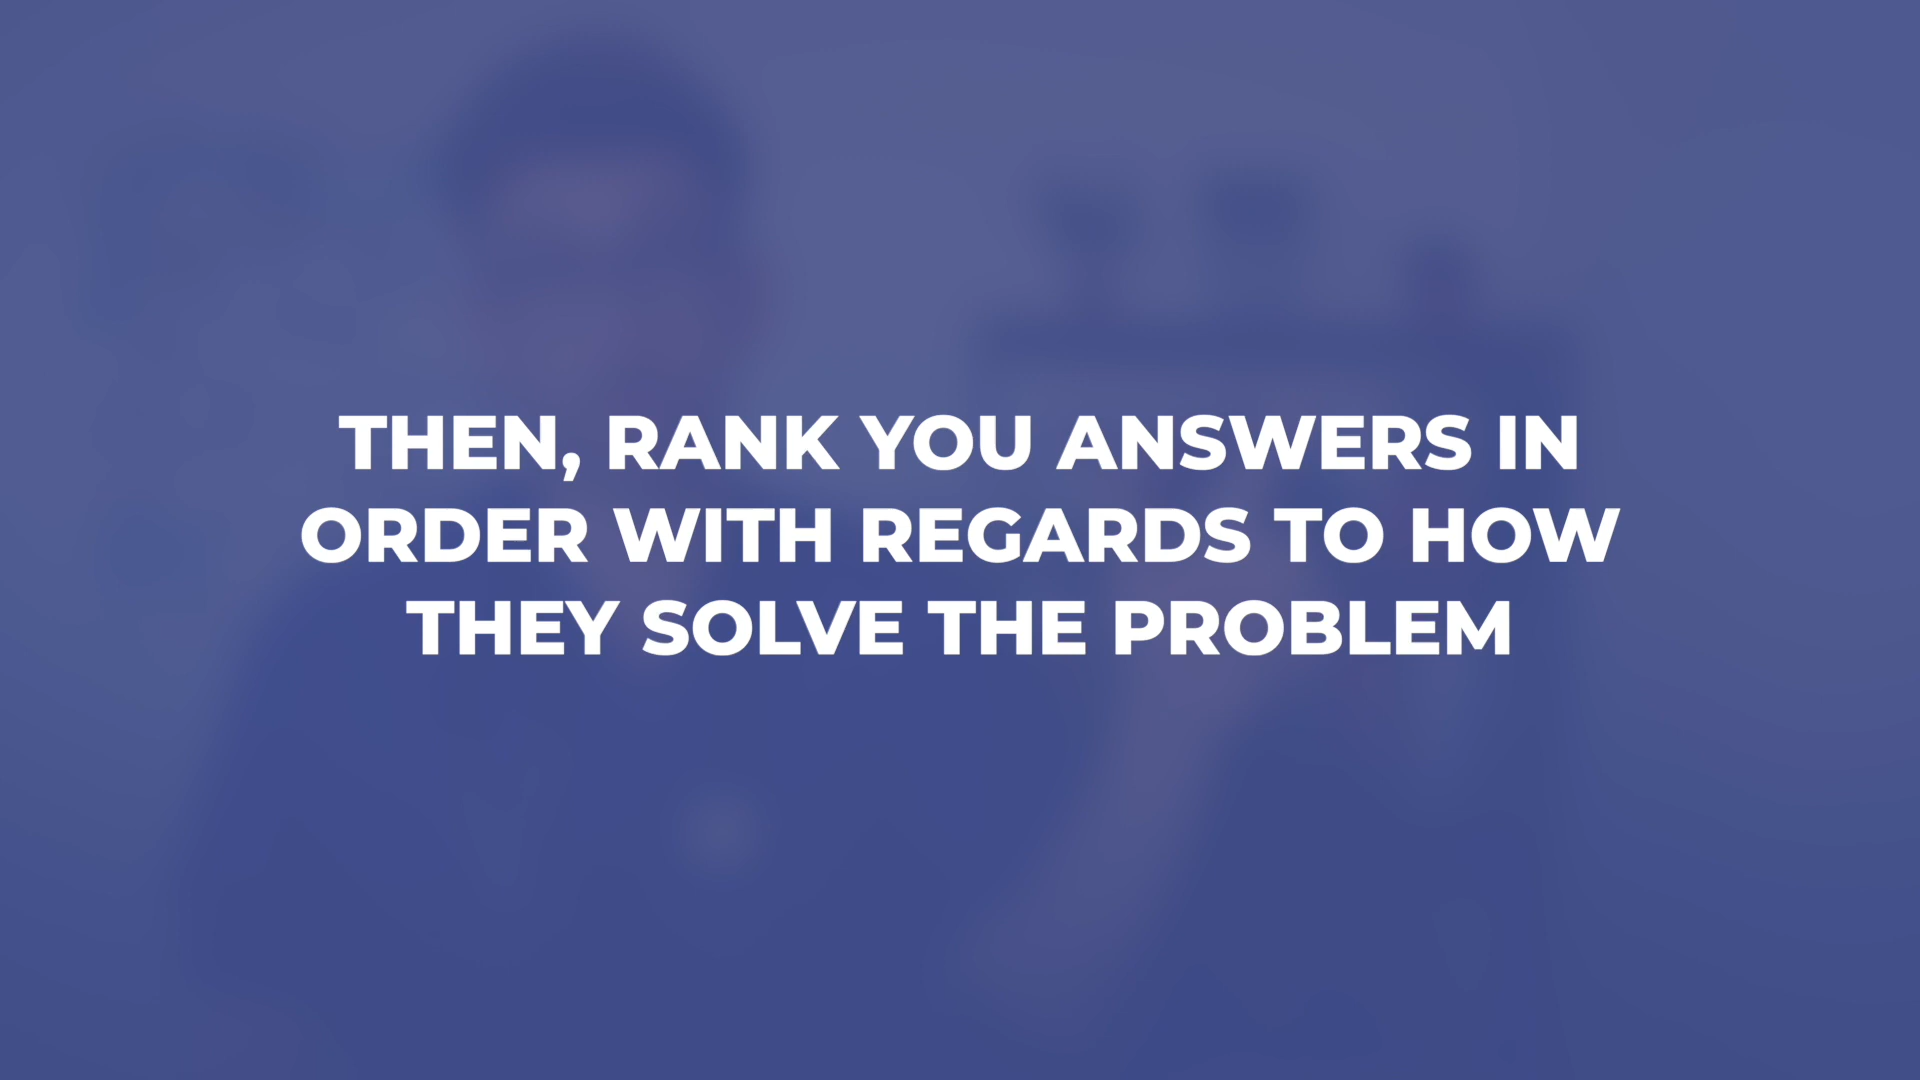 THEN, RANK YOU ANSWERS IN
ORDER WITH REGARDS TO HOW
THEY SOLVE THE PROBLEM